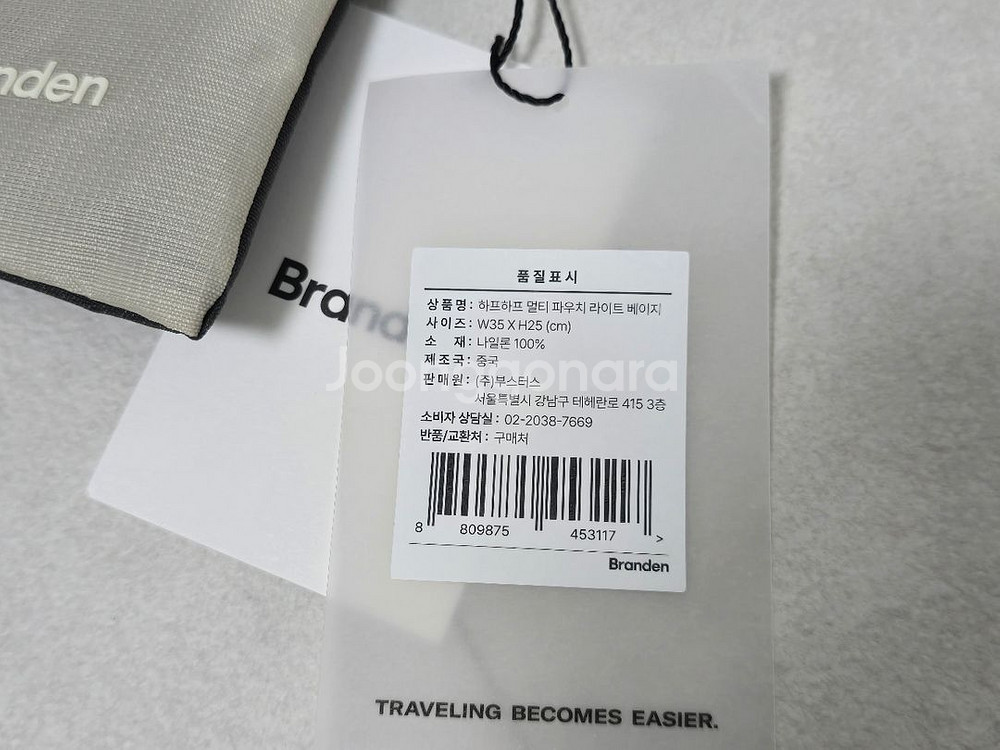 nden
Brand
품질표시
상품명 : 하프하프 멀티 파우치 라이트 베이지
사이즈 : W35 X H25 (cm)
소 재 : 나일론 100%
제조국 : 중국
Joongonara
판매원 : (주)부스터스
서울특별시 강남구 테헤란로 415 3층
소비자 상담실 : 02-2038-7669
반품/교환처 : 구매처
8 809875 453117 >
Branden
TRAVELING BECOMES EASIER.